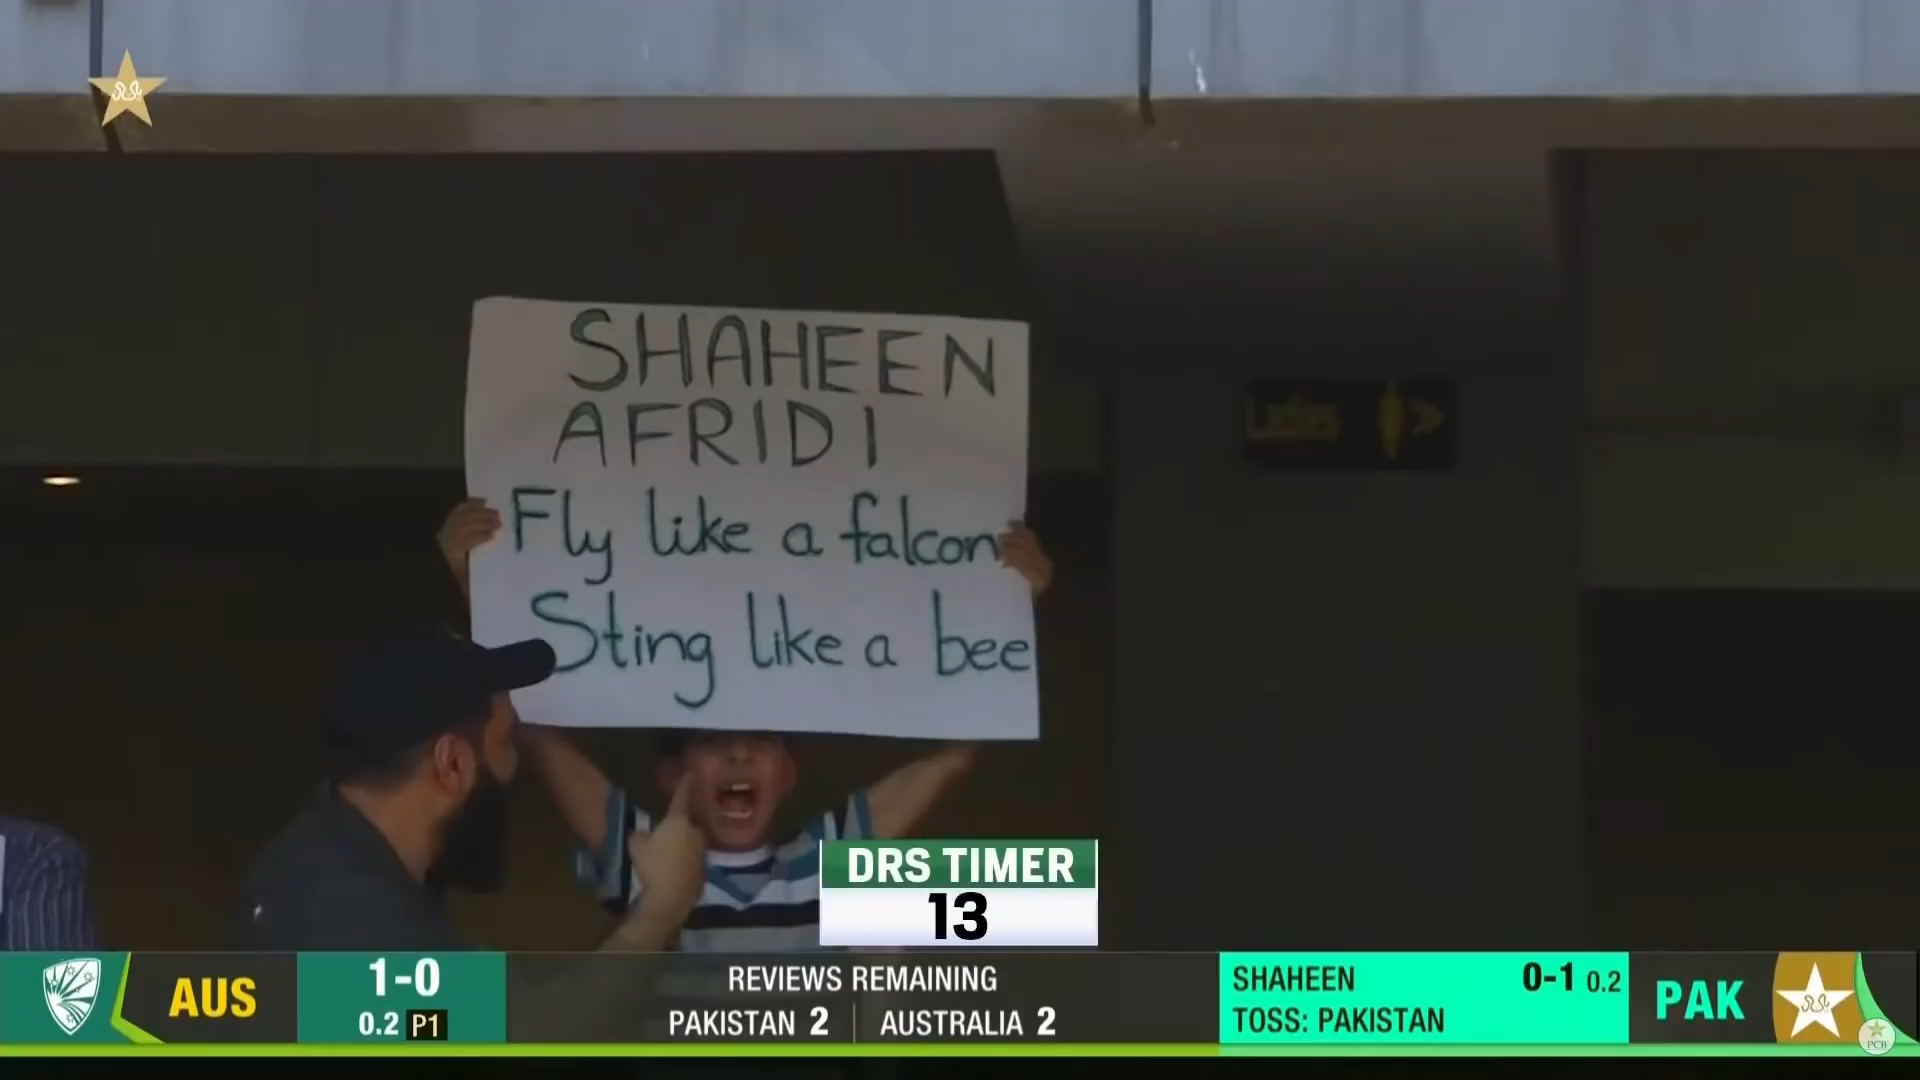 SHAHEEN
AFRIDI
Fly like a falcon
Sting like a bee
Ladies
DRS TIMER
13
AUS
1-0
0.2 P1
REVIEWS REMAINING
PAKISTAN 2 AUSTRALIA 2
SHAHEEN 0-1 0.2
TOSS: PAKISTAN
PAK
PCB